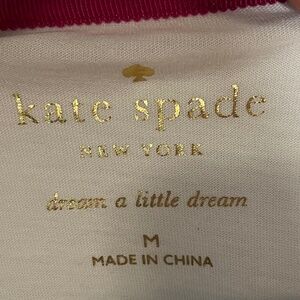 kate spade
NEW YORK
dream a little dream
M
MADE IN CHINA